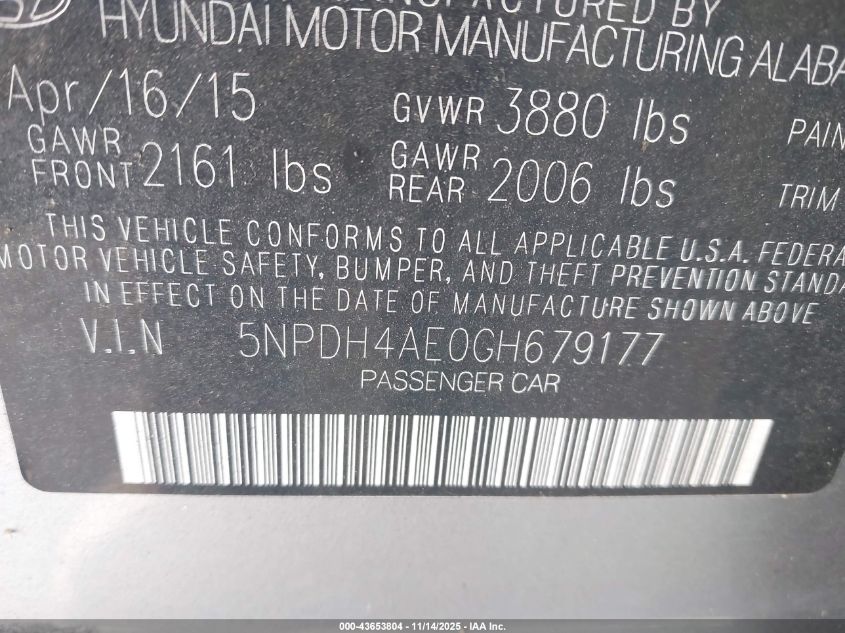 MANUFACTURED BY
HYUNDAI MOTOR MANUFACTURING ALABA
Apr/16/15 GVWR 3880 lbs PAIN
GAWR FRONT 2161 lbs GAWR REAR 2006 lbs TRIM
THIS VEHICLE CONFORMS TO ALL APPLICABLE U.S.A. FEDERA
MOTOR VEHICLE SAFETY, BUMPER, AND THEFT PREVENTION STANDA
IN EFFECT ON THE DATE OF MANUFACTURE SHOWN ABOVE
V.I.N 5NPDH4AE0GH679177
PASSENGER CAR
000-43653804 | 11/14/2025 - IAA Inc.